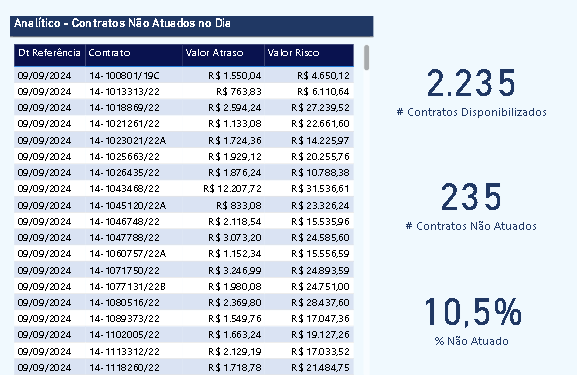 Analítico - Contratos Não Atuados no Dia
Dt Referência Contrato Valor Atraso Valor Risco
09/09/2024 14-100801/19C R$ 1.550,04 R$ 4.650,12
09/09/2024 14-1013313/22 R$ 763,83 R$ 6.110,64
09/09/2024 14-1018869/22 R$ 2.594,24 R$ 27.239,52
09/09/2024 14-1021261/22 R$ 1.133,08 R$ 22.661,60
09/09/2024 14-1023021/22A R$ 1.724,36 R$ 14.225,97
09/09/2024 14-1025663/22 R$ 1.929,12 R$ 20.255,76
09/09/2024 14-1026435/22 R$ 1.876,24 R$ 10.788,38
09/09/2024 14-1043468/22 R$ 12.207,72 R$ 31.536,61
09/09/2024 14-1045120/22A R$ 833,08 R$ 23.326,24
09/09/2024 14-1046748/22 R$ 2.118,54 R$ 15.535,96
09/09/2024 14-1047788/22 R$ 3.073,20 R$ 24.585,60
09/09/2024 14-1060757/22A R$ 1.152,34 R$ 15.556,59
09/09/2024 14-1071750/22 R$ 3.246,99 R$ 24.893,59
09/09/2024 14-1077131/22B R$ 1.980,08 R$ 24.751,00
09/09/2024 14-1080516/22 R$ 2.369,80 R$ 28.437,60
09/09/2024 14-1089373/22 R$ 1.549,76 R$ 17.047,36
09/09/2024 14-1102005/22 R$ 1.663,24 R$ 19.127,26
09/09/2024 14-1113312/22 R$ 2.129,19 R$ 17.033,52
09/09/2024 14-1118260/22 R$ 1.718,78 R$ 21.484,75
2.235
# Contratos Disponibilizados
235
# Contratos Não Atuados
10,5%
% Não Atuado